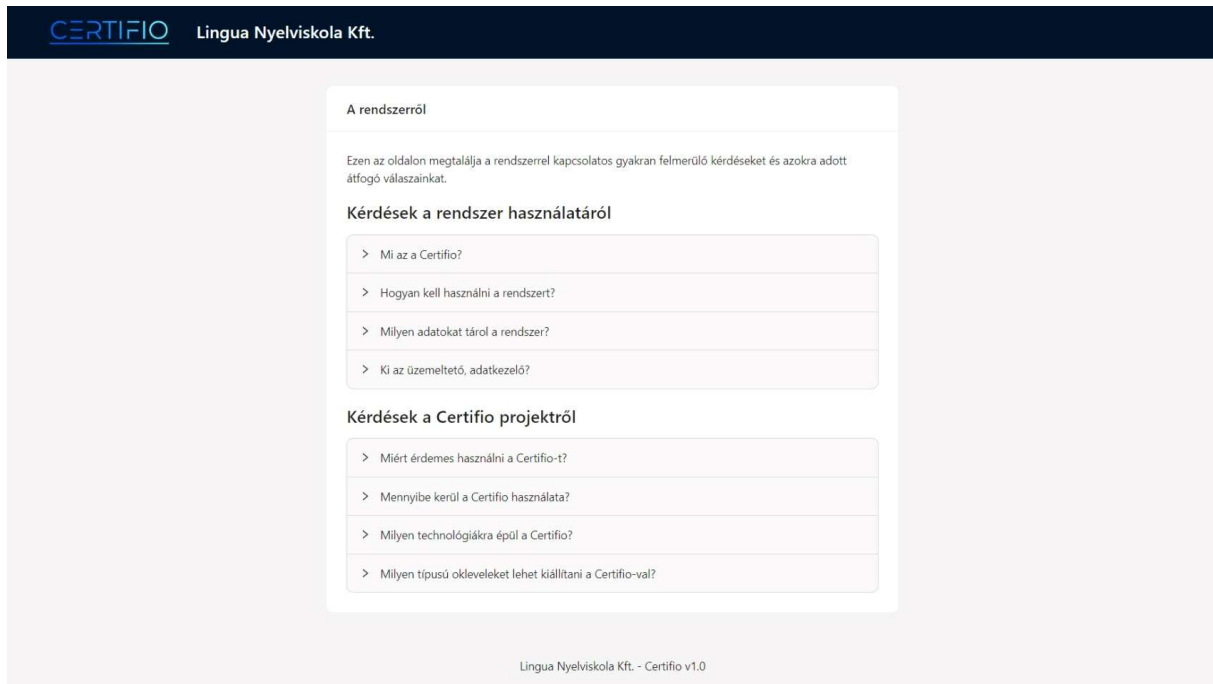 CERTIFIO Lingua Nyelviskola Kft.
A rendszerről
Ezen az oldalon megtalálja a rendszerrel kapcsolatos gyakran felmerülő kérdéseket és azokra adott
átfogó válaszainkat.
Kérdések a rendszer használatáról
Mi az a Certifio?
Hogyan kell használni a rendszert?
Milyen adatokat tárol a rendszer?
Ki az üzemeltető, adatkezelő?
Kérdések a Certifio projektről
Miért érdemes használni a Certifio-t?
Mennyibe kerül a Certifio használata?
Milyen technológiákra épül a Certifio?
Milyen típusú okleveleket lehet kiállítani a Certifio-val?
Lingua Nyelviskola Kft. - Certifio v1.0